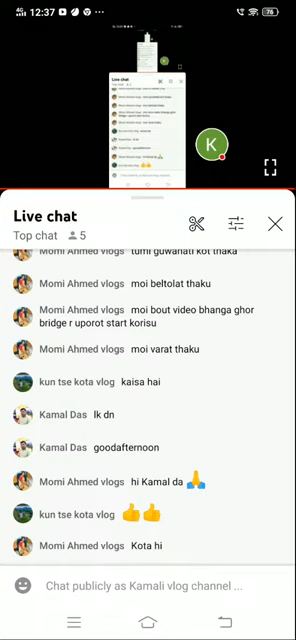 4G 12:37
76
K
Live chat
Top chat 5
Momi Ahmed vlogs tumi guwahati kot thaka
Momi Ahmed vlogs moi beltolat thaku
Momi Ahmed vlogs moi bout video bhanga ghor
bridge r uporot start korisu
Momi Ahmed vlogs moi varat thaku
kun tse kota vlog kaisa hai
Kamal Das lk dn
Kamal Das goodafternoon
Momi Ahmed vlogs hi Kamal da 🙏
kun tse kota vlog 👍👍
Momi Ahmed vlogs Kota hi
Chat publicly as Kamali vlog channel ...